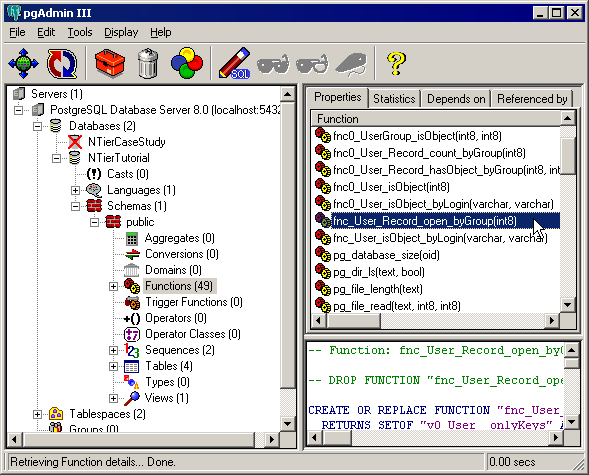 pgAdmin III
File Edit Tools Display Help
SQL
Servers (1)
PostgreSQL Database Server 8.0 (localhost:5432
Databases (2)
NTierCaseStudy
NTierTutorial
Casts (0)
Languages (1)
Schemas (1)
public
Aggregates (0)
Conversions (0)
Domains (0)
Functions (49)
Trigger Functions (0)
Operators (0)
Operator Classes (0)
Sequences (2)
Tables (4)
Types (0)
Views (1)
Tablespaces (2)
Groups (0)
Properties Statistics Depends on Referenced by
Function
fnc0_UserGroup_isObject(int8, int8)
fnc0_User_Record_count_byGroup(int8)
fnc0_User_Record_hasObject_byGroup(int8, int
fnc0_User_isObject(int8)
fnc0_User_isObject_byLogin(varchar, varchar)
fnc_User_Record_open_byGroup(int8)
fnc_User_isObject_byLogin(varchar, varchar)
pg_database_size(oid)
pg_dir_ls(text, bool)
pg_file_length(text)
pg_file_read(text, int8, int8)
-- Function: fnc_User_Record_open_byG
-- DROP FUNCTION "fnc_User_Record_ope
CREATE OR REPLACE FUNCTION "fnc_User_
RETURNS SETOF "v0_User__onlyKeys" A
Retrieving Function details... Done.
0.00 secs